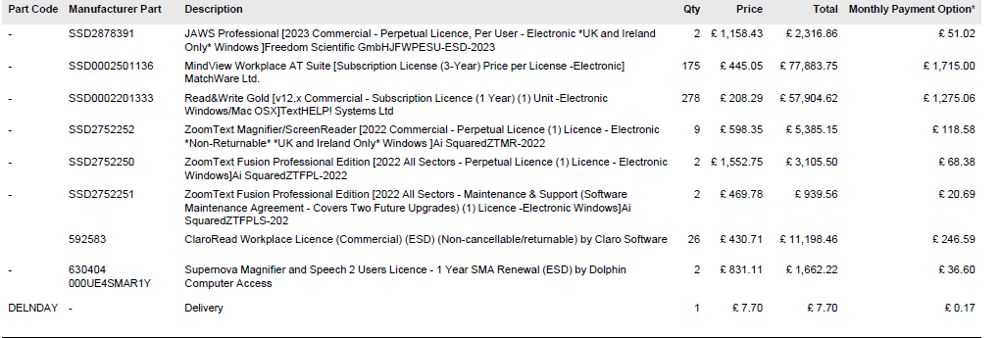 Part Code Manufacturer Part Description Qty Price Total Monthly Payment Option*
- SSD2878391 JAWS Professional [2023 Commercial - Perpetual Licence, Per User - Electronic *UK and Ireland 2 £ 1,158.43 £ 2,316.86 £ 51.02
Only* Windows ]Freedom Scientific GmbHJFWPESU-ESD-2023
- SSD0002501136 MindView Workplace AT Suite [Subscription License (3-Year) Price per License -Electronic] 175 £ 445.05 £ 77,883.75 £ 1,715.00
MatchWare Ltd.
- SSD0002201333 Read&Write Gold [v12.x Commercial - Subscription Licence (1 Year) (1) Unit -Electronic 278 £ 208.29 £ 57,904.62 £ 1,275.06
Windows/Mac OSX]TextHELP! Systems Ltd
- SSD2752252 ZoomText Magnifier/ScreenReader [2022 Commercial - Perpetual Licence (1) Licence - Electronic 9 £ 598.35 £ 5,385.15 £ 118.58
*Non-Returnable* *UK and Ireland Only* Windows ]Ai SquaredZTMR-2022
- SSD2752250 ZoomText Fusion Professional Edition [2022 All Sectors - Perpetual Licence (1) Licence - Electronic 2 £ 1,552.75 £ 3,105.50 £ 68.38
Windows]Ai SquaredZTFPL-2022
- SSD2752251 ZoomText Fusion Professional Edition [2022 All Sectors - Maintenance & Support (Software 2 £ 469.78 £ 939.56 £ 20.69
Maintenance Agreement - Covers Two Future Upgrades) (1) Licence -Electronic Windows]Ai
SquaredZTFPLS-202
592583 ClaroRead Workplace Licence (Commercial) (ESD) (Non-cancellable/returnable) by Claro Software 26 £ 430.71 £ 11,198.46 £ 246.59
- 630404 Supernova Magnifier and Speech 2 Users Licence - 1 Year SMA Renewal (ESD) by Dolphin 2 £ 831.11 £ 1,662.22 £ 36.60
000UE4SMAR1Y Computer Access
DELNDAY - Delivery 1 £ 7.70 £ 7.70 £ 0.17